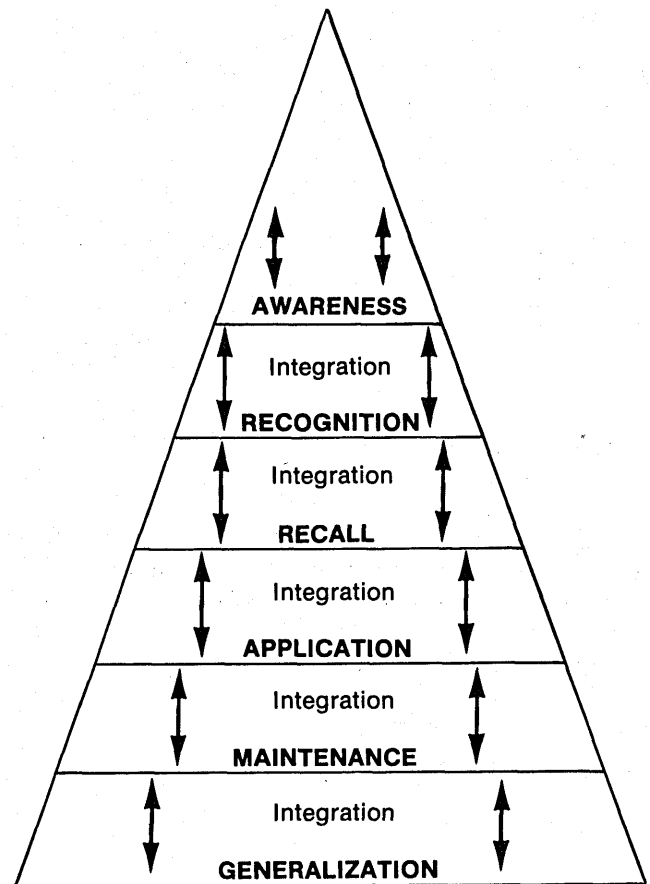 AWARENESS
Integration
RECOGNITION
Integration
RECALL
Integration
APPLICATION
Integration
MAINTENANCE
Integration
GENERALIZATION